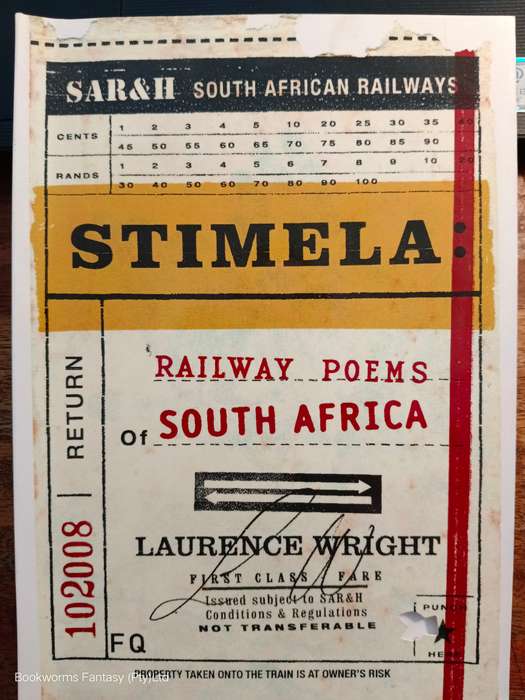 SAR&H SOUTH AFRICAN RAILWAYS
CENTS 1 2 3 4 5 10 20 25 30 35 40
45 50 55 60 65 70 75 80 85 90
RANDS 1 2 3 4 5 6 7 8 9 10 20
30 40 50 60 70 80 90 100
STIMELA:
RAILWAY POEMS
Of SOUTH AFRICA
RETURN
102008
LAURENCE WRIGHT
FIRST CLASS FARE
Issued subject to SAR&H
Conditions & Regulations
NOT TRANSFERABLE
PUNCH
HERE
FQ
PROPERTY TAKEN ONTO THE TRAIN IS AT OWNER'S RISK
Bookworms Fantasy (Pty)Ltd